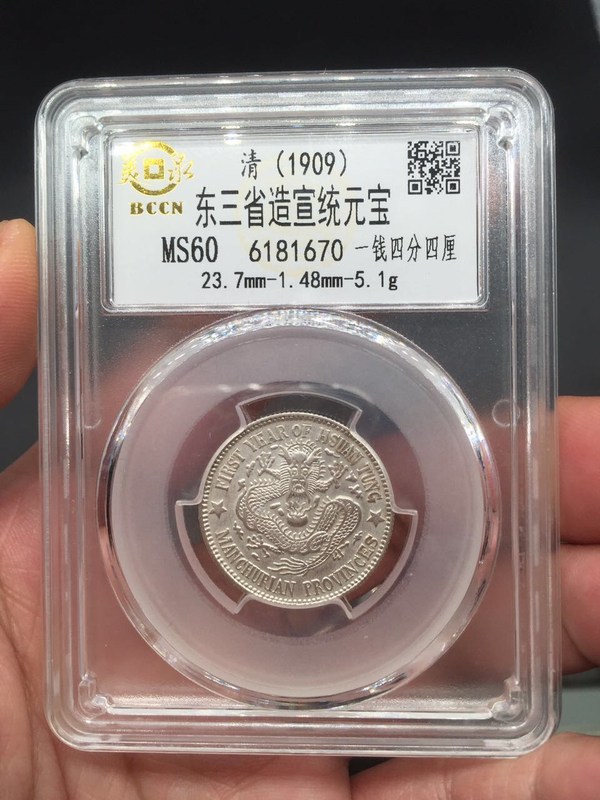 清（1909）
BCCN
东三省造宣统元宝
MS60 6181670 一钱四分四厘
23.7mm-1.48mm-5.1g
FIRST YEAR OF HSUAN TUNG
MANCHURIAN PROVINCES